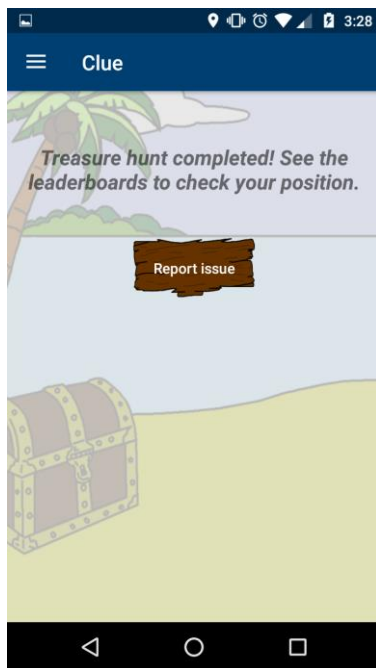 3:28
Clue
Treasure hunt completed! See the
leaderboards to check your position.
Report issue